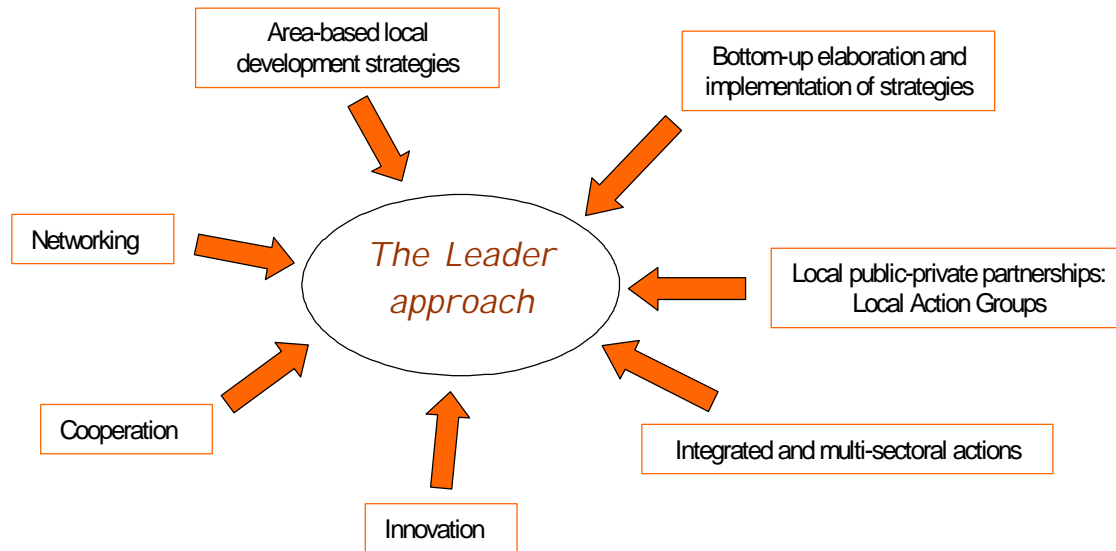 Area-based local
development strategies
Bottom-up elaboration and
implementation of strategies
Networking
The Leader
approach
Local public-private partnerships:
Local Action Groups
Cooperation
Integrated and multi-sectoral actions
Innovation